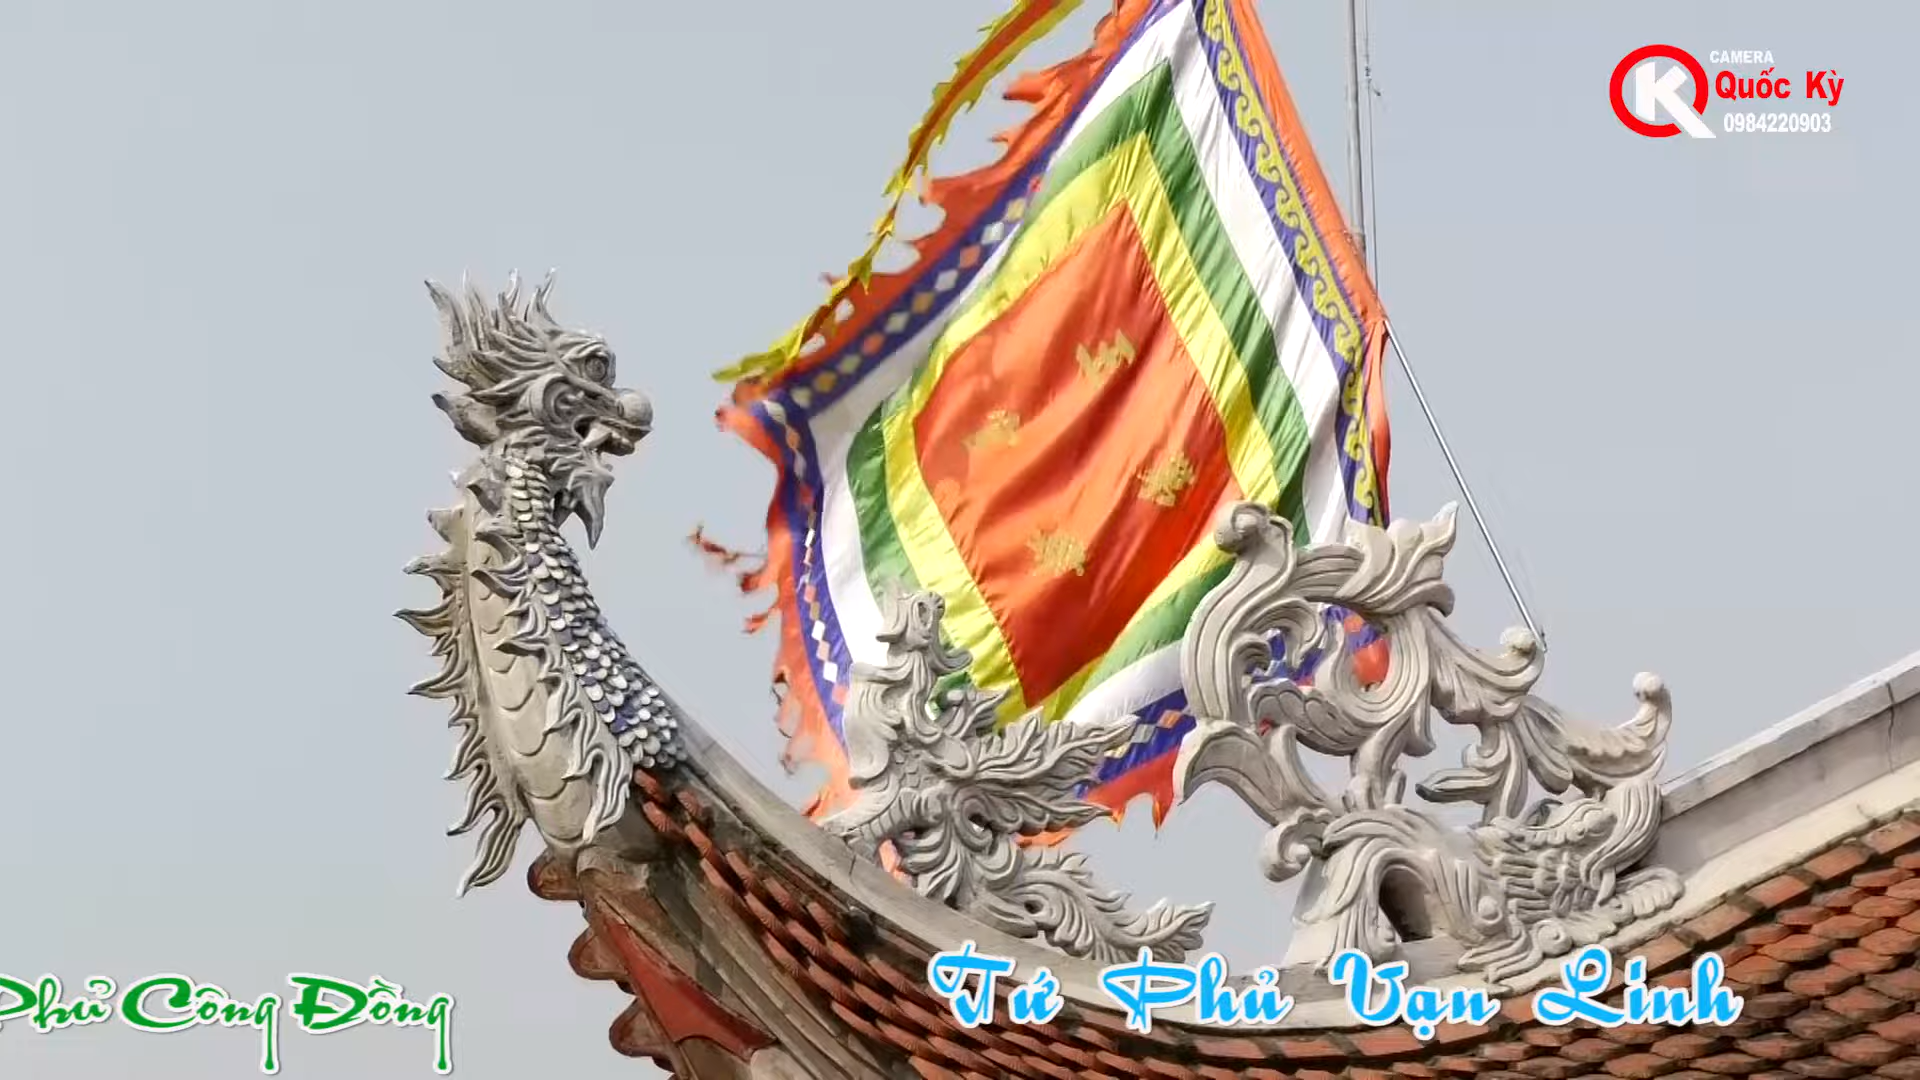 CAMERA
Quốc Kỳ
0984220903
Phủ Công Đồng
Tứ Phủ Vạn Linh